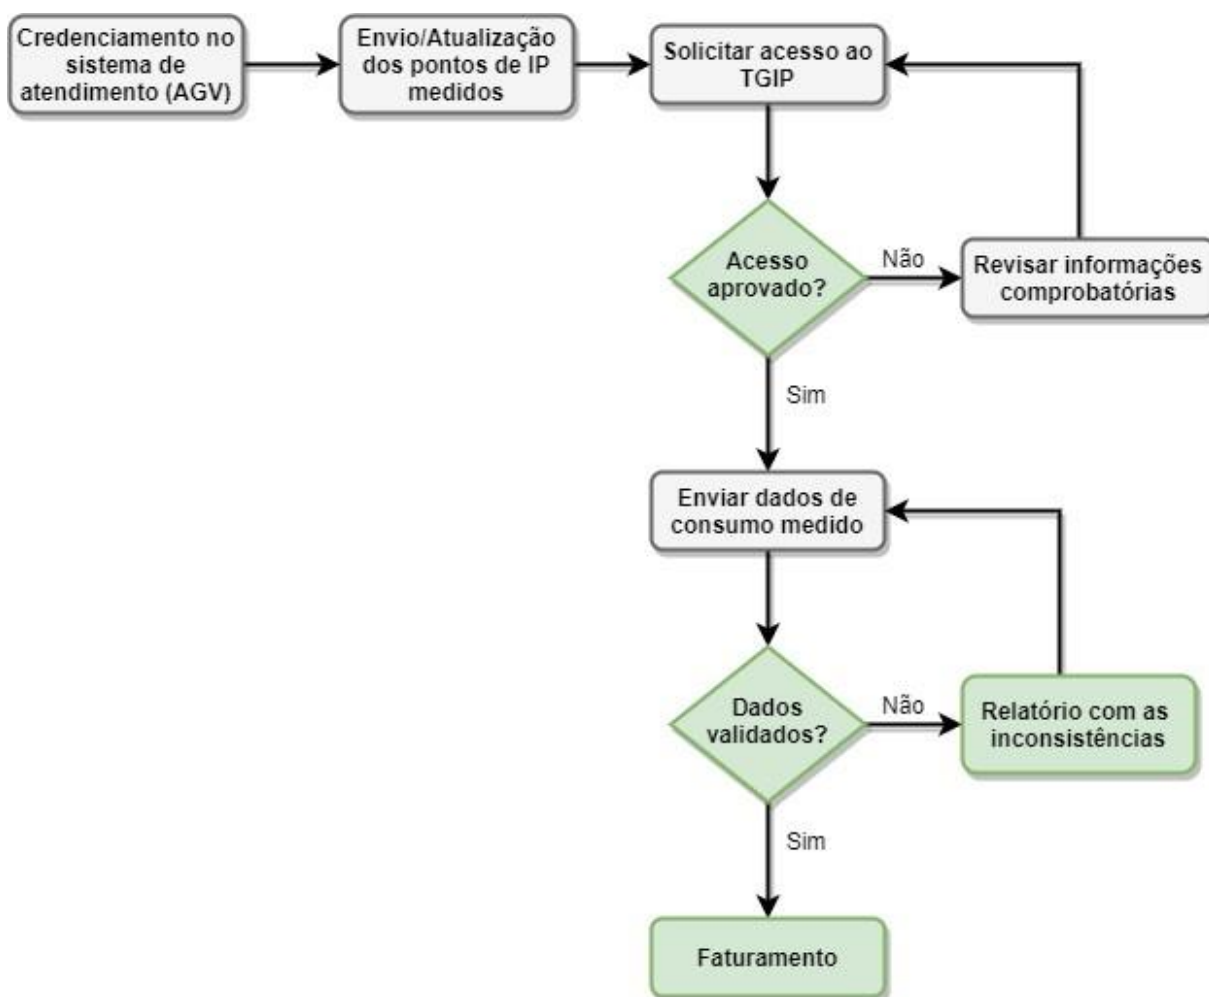 Credenciamento no
sistema de
atendimento (AGV)
Envio/Atualização
dos pontos de IP
medidos
Solicitar acesso ao
TGIP
Acesso
aprovado?
Não
Revisar informações
comprobatórias
Sim
Enviar dados de
consumo medido
Dados
validados?
Não
Relatório com as
inconsistências
Sim
Faturamento